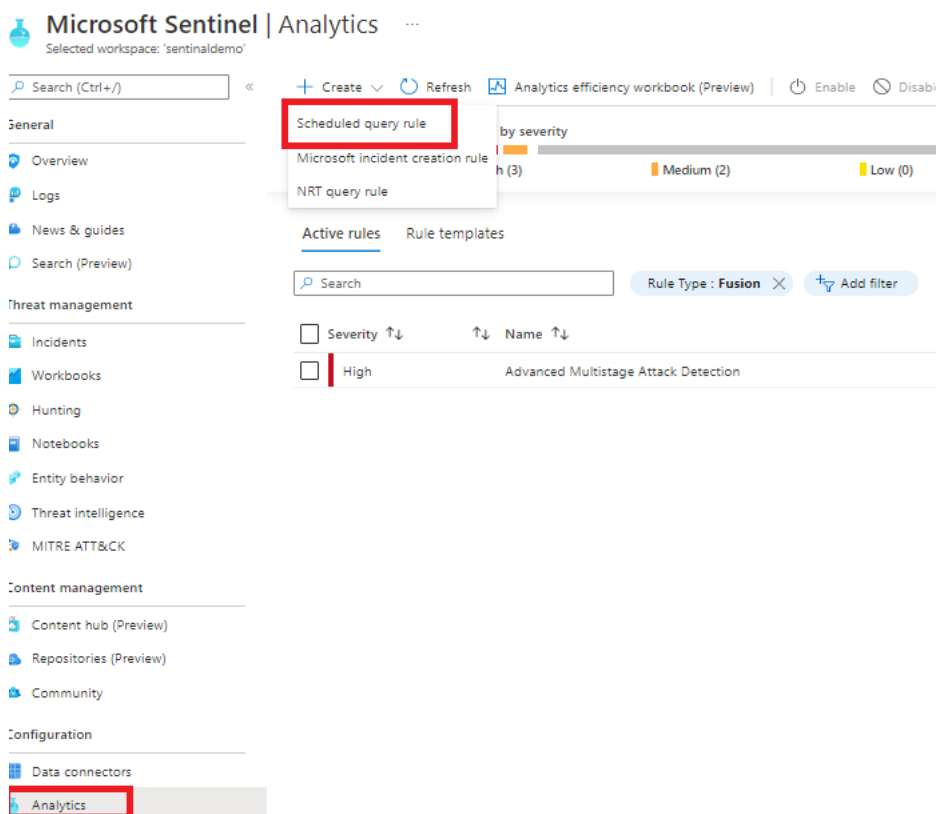 Microsoft Sentinel | Analytics ...
Selected workspace: 'sentinaldemo'
Search (Ctrl+/)
«
+ Create Refresh Analytics efficiency workbook (Preview) | Enable
Scheduled query rule
Microsoft incident creation rule
NRT query rule
by severity
(3) Medium (2) Low (0)
General
Overview
Logs
News & guides
Search (Preview)
Threat management
Incidents
Workbooks
Hunting
Notebooks
Entity behavior
Threat intelligence
MITRE ATT&CK
Content management
Content hub (Preview)
Repositories (Preview)
Community
Configuration
Data connectors
Analytics
Active rules Rule templates
Search
Rule Type : Fusion Add filter
Severity ↑↓ ↑↓ Name ↑↓
High Advanced Multistage Attack Detection